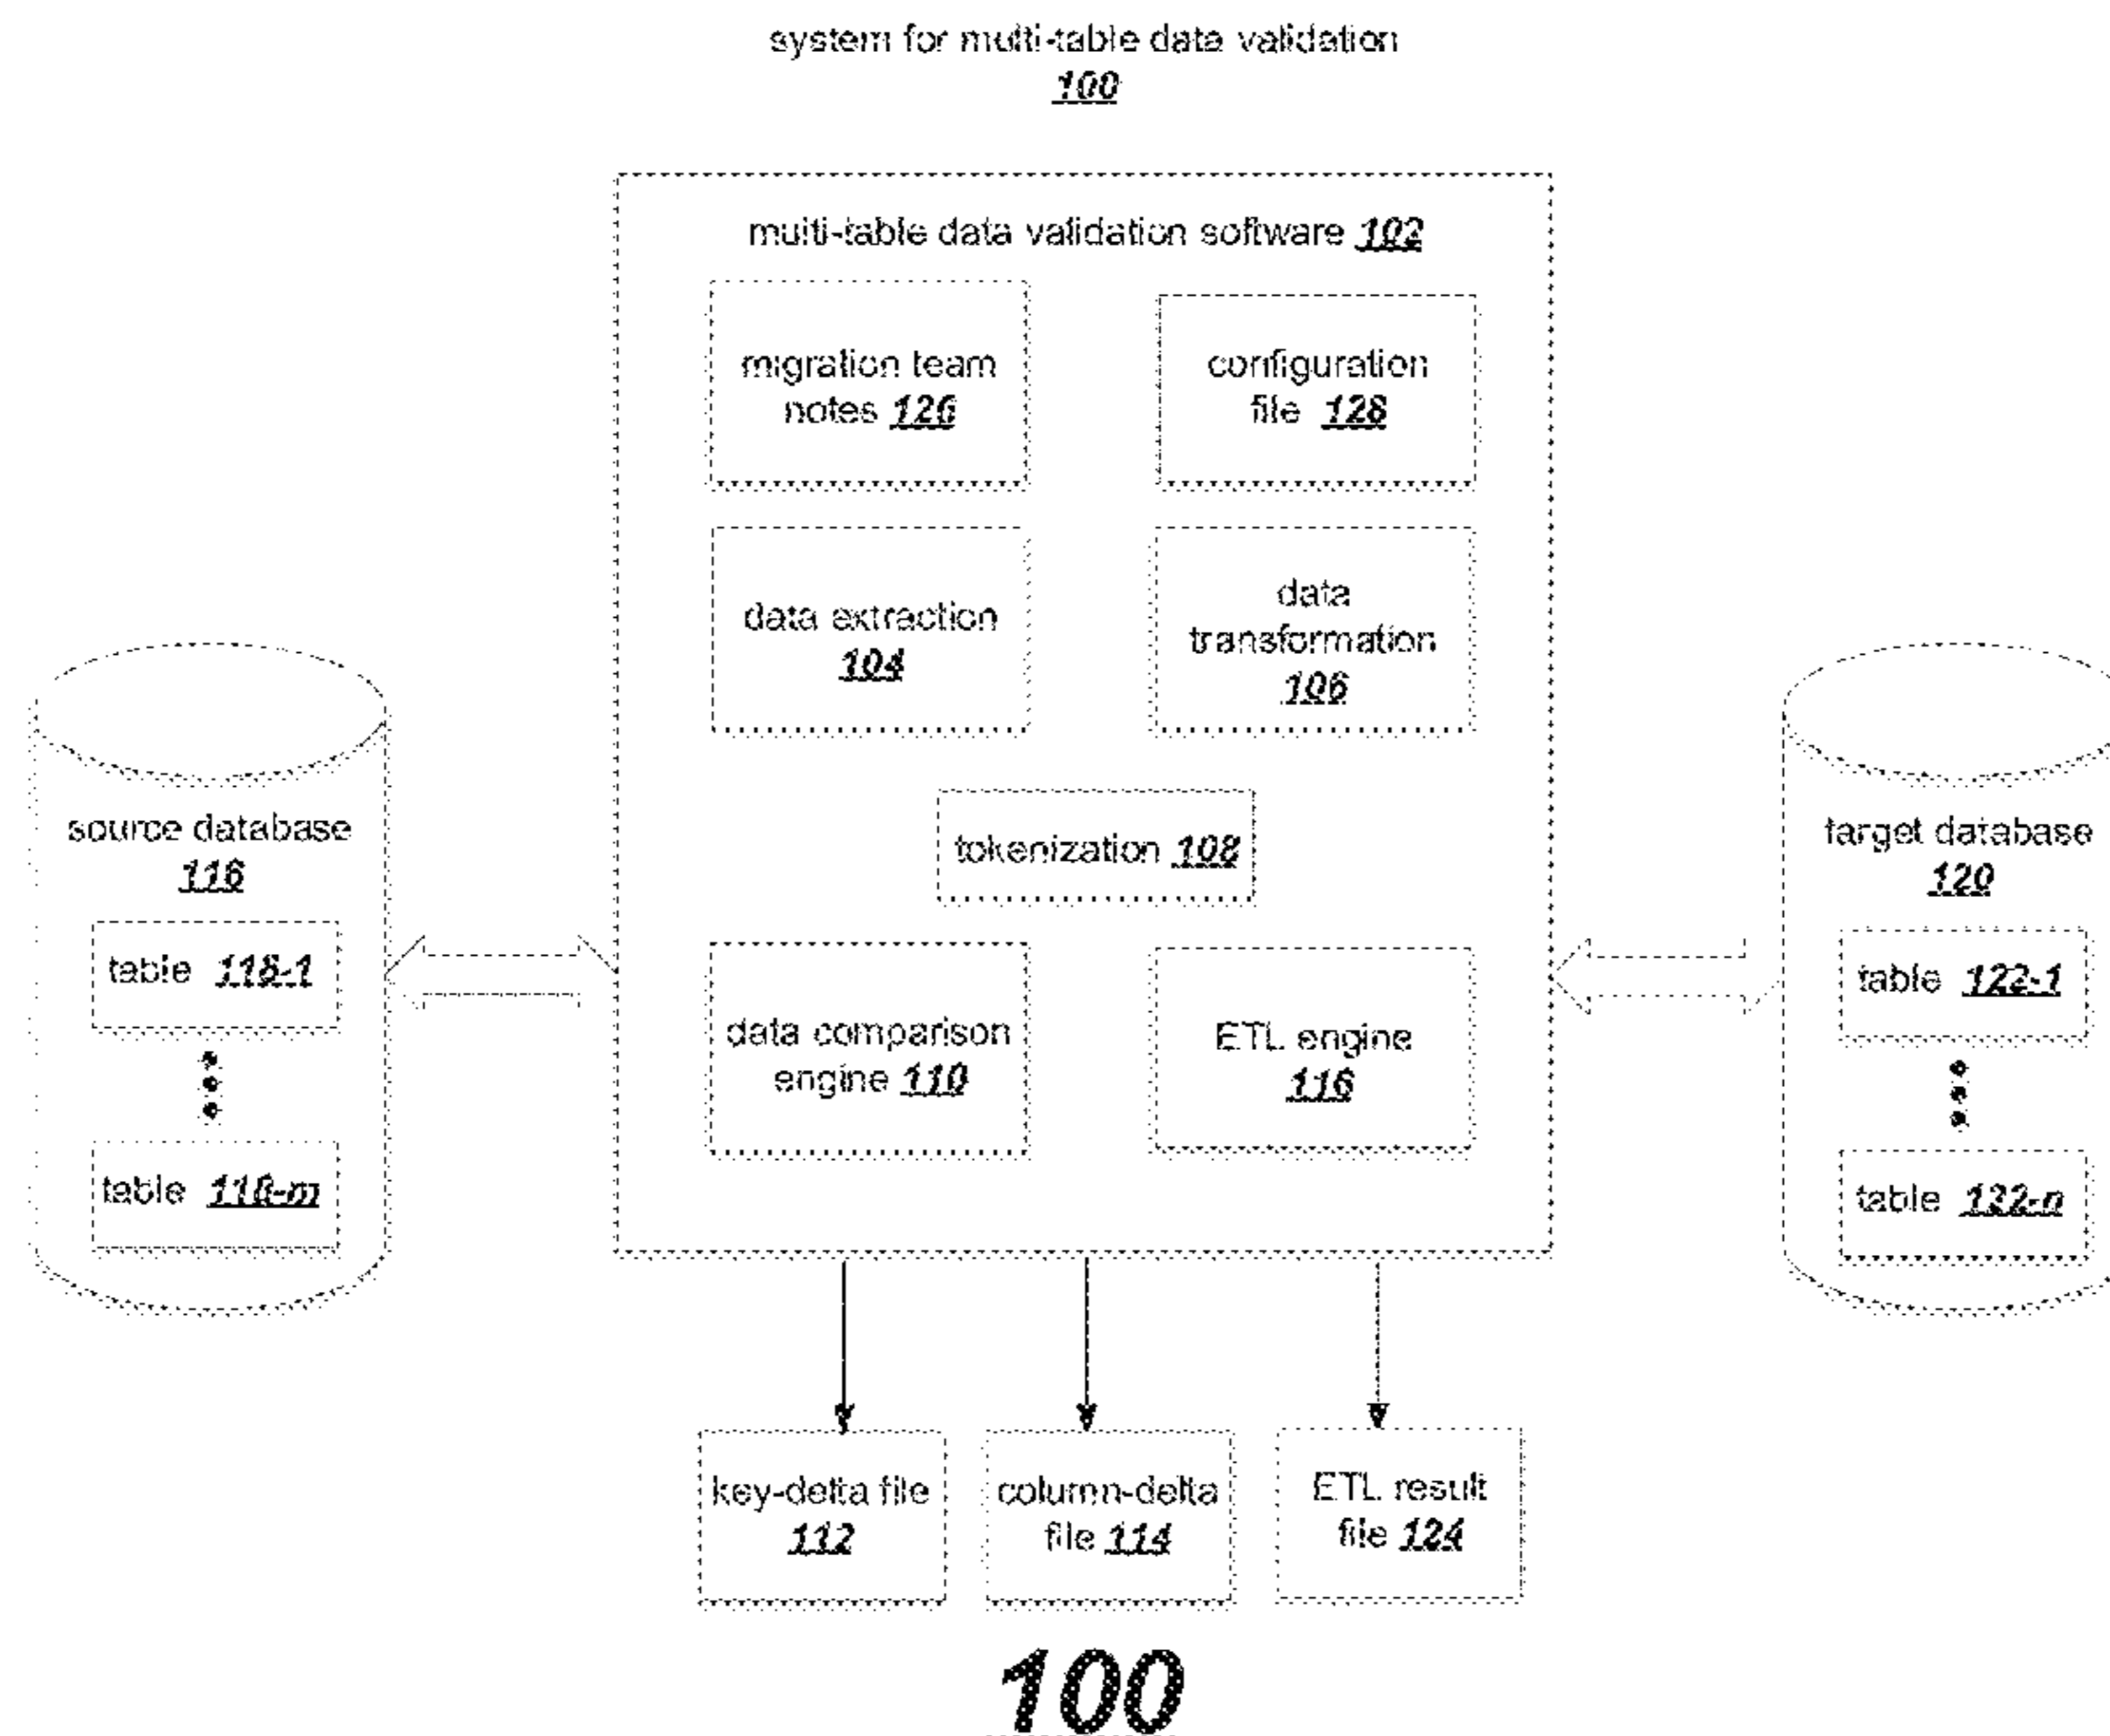 system for multi-table data validation
100
multi-table data validation software 102
migration team
notes 126
configuration
file 128
data extraction
104
data
transformation
106
tokenization 108
source database
116
table 118-1
table 118-m
target database
120
table 122-1
table 122-n
data comparison
engine 110
ETL engine
116
key-delta file
112
column-delta
file 114
ETL result
file 124
100